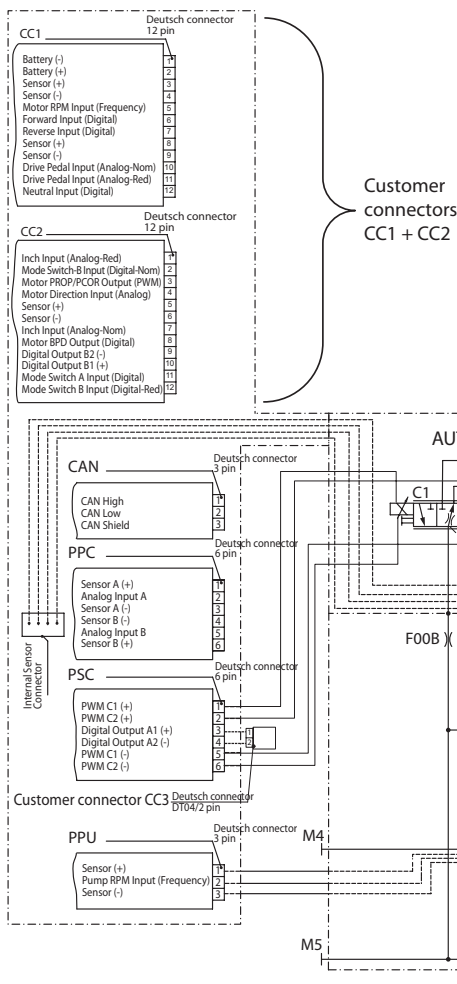 CC1
Deutsch connector
12 pin
Battery (-) 1
Battery (+) 2
Sensor (+) 3
Sensor (-) 4
Motor RPM Input (Frequency) 5
Forward Input (Digital) 6
Reverse Input (Digital) 7
Sensor (+) 8
Sensor (-) 9
Drive Pedal Input (Analog-Nom) 10
Drive Pedal Input (Analog-Red) 11
Neutral Input (Digital) 12
Customer
connectors
CC1 + CC2
CC2
Deutsch connector
12 pin
Inch Input (Analog-Red) 1
Mode Switch-B Input (Digital-Nom) 2
Motor PROP/PCOR Output (PWM) 3
Motor Direction Input (Analog) 4
Sensor (+) 5
Sensor (-) 6
Inch Input (Analog-Nom) 7
Motor BPD Output (Digital) 8
Digital Output B2 (-) 9
Digital Output B1 (+) 10
Mode Switch A Input (Digital) 11
Mode Switch B Input (Digital-Red) 12
CAN
Deutsch connector
3 pin
CAN High 1
CAN Low 2
CAN Shield 3
AU
C1
PPC
Deutsch connector
6 pin
Sensor A (+) 1
Analog Input A 2
Sensor A (-) 3
Sensor B (-) 4
Analog Input B 5
Sensor B (+) 6
Internal Sensor
Connector
F00B
PSC
Deutsch connector
6 pin
PWM C1 (+) 1
PWM C2 (+) 2
Digital Output A1 (+) 3 1
Digital Output A2 (-) 4 2
PWM C1 (-) 5
PWM C2 (-) 6
Customer connector CC3 Deutsch connector
DT04/2 pin
PPU
Deutsch connector
3 pin
Sensor (+) 1
Pump RPM Input (Frequency) 2
Sensor (-) 3
M4
M5